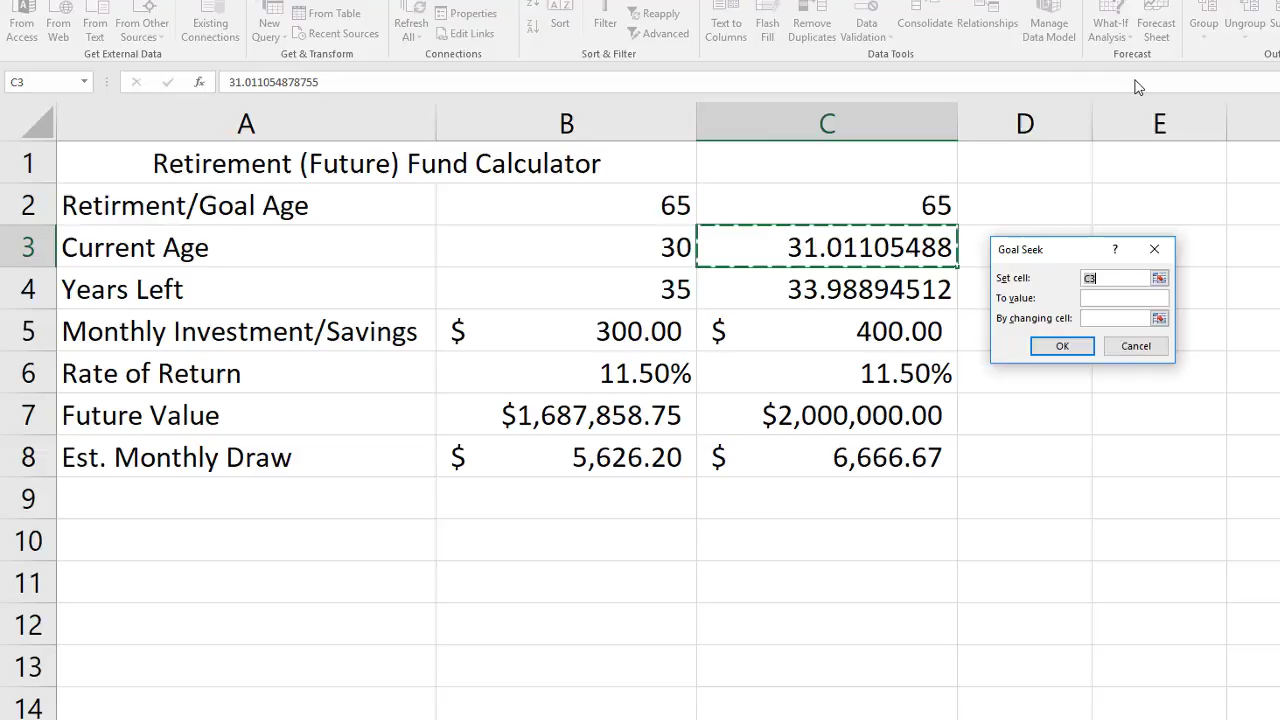 From Access
From Web
From Text
From Other Sources
Existing Connections
New Query
From Table
Recent Sources
Refresh All
Properties
Edit Links
Sort
Filter
Reapply
Advanced
Text to Columns
Flash Fill
Remove Duplicates
Data Validation
Consolidate
Relationships
Manage Data Model
What-If Analysis
Forecast Sheet
Group
Ungroup
Get External Data
Get & Transform
Connections
Sort & Filter
Data Tools
Forecast
C3
fx
31.011054878755
A B C D E
1 Retirement (Future) Fund Calculator
2 Retirment/Goal Age 65 65
3 Current Age 30 31.01105488
4 Years Left 35 33.98894512
5 Monthly Investment/Savings $ 300.00 $ 400.00
6 Rate of Return 11.50% 11.50%
7 Future Value $1,687,858.75 $2,000,000.00
8 Est. Monthly Draw $ 5,626.20 $ 6,666.67
9
10
11
12
13
14
Goal Seek ?
Set cell: C3
To value:
By changing cell:
OK Cancel